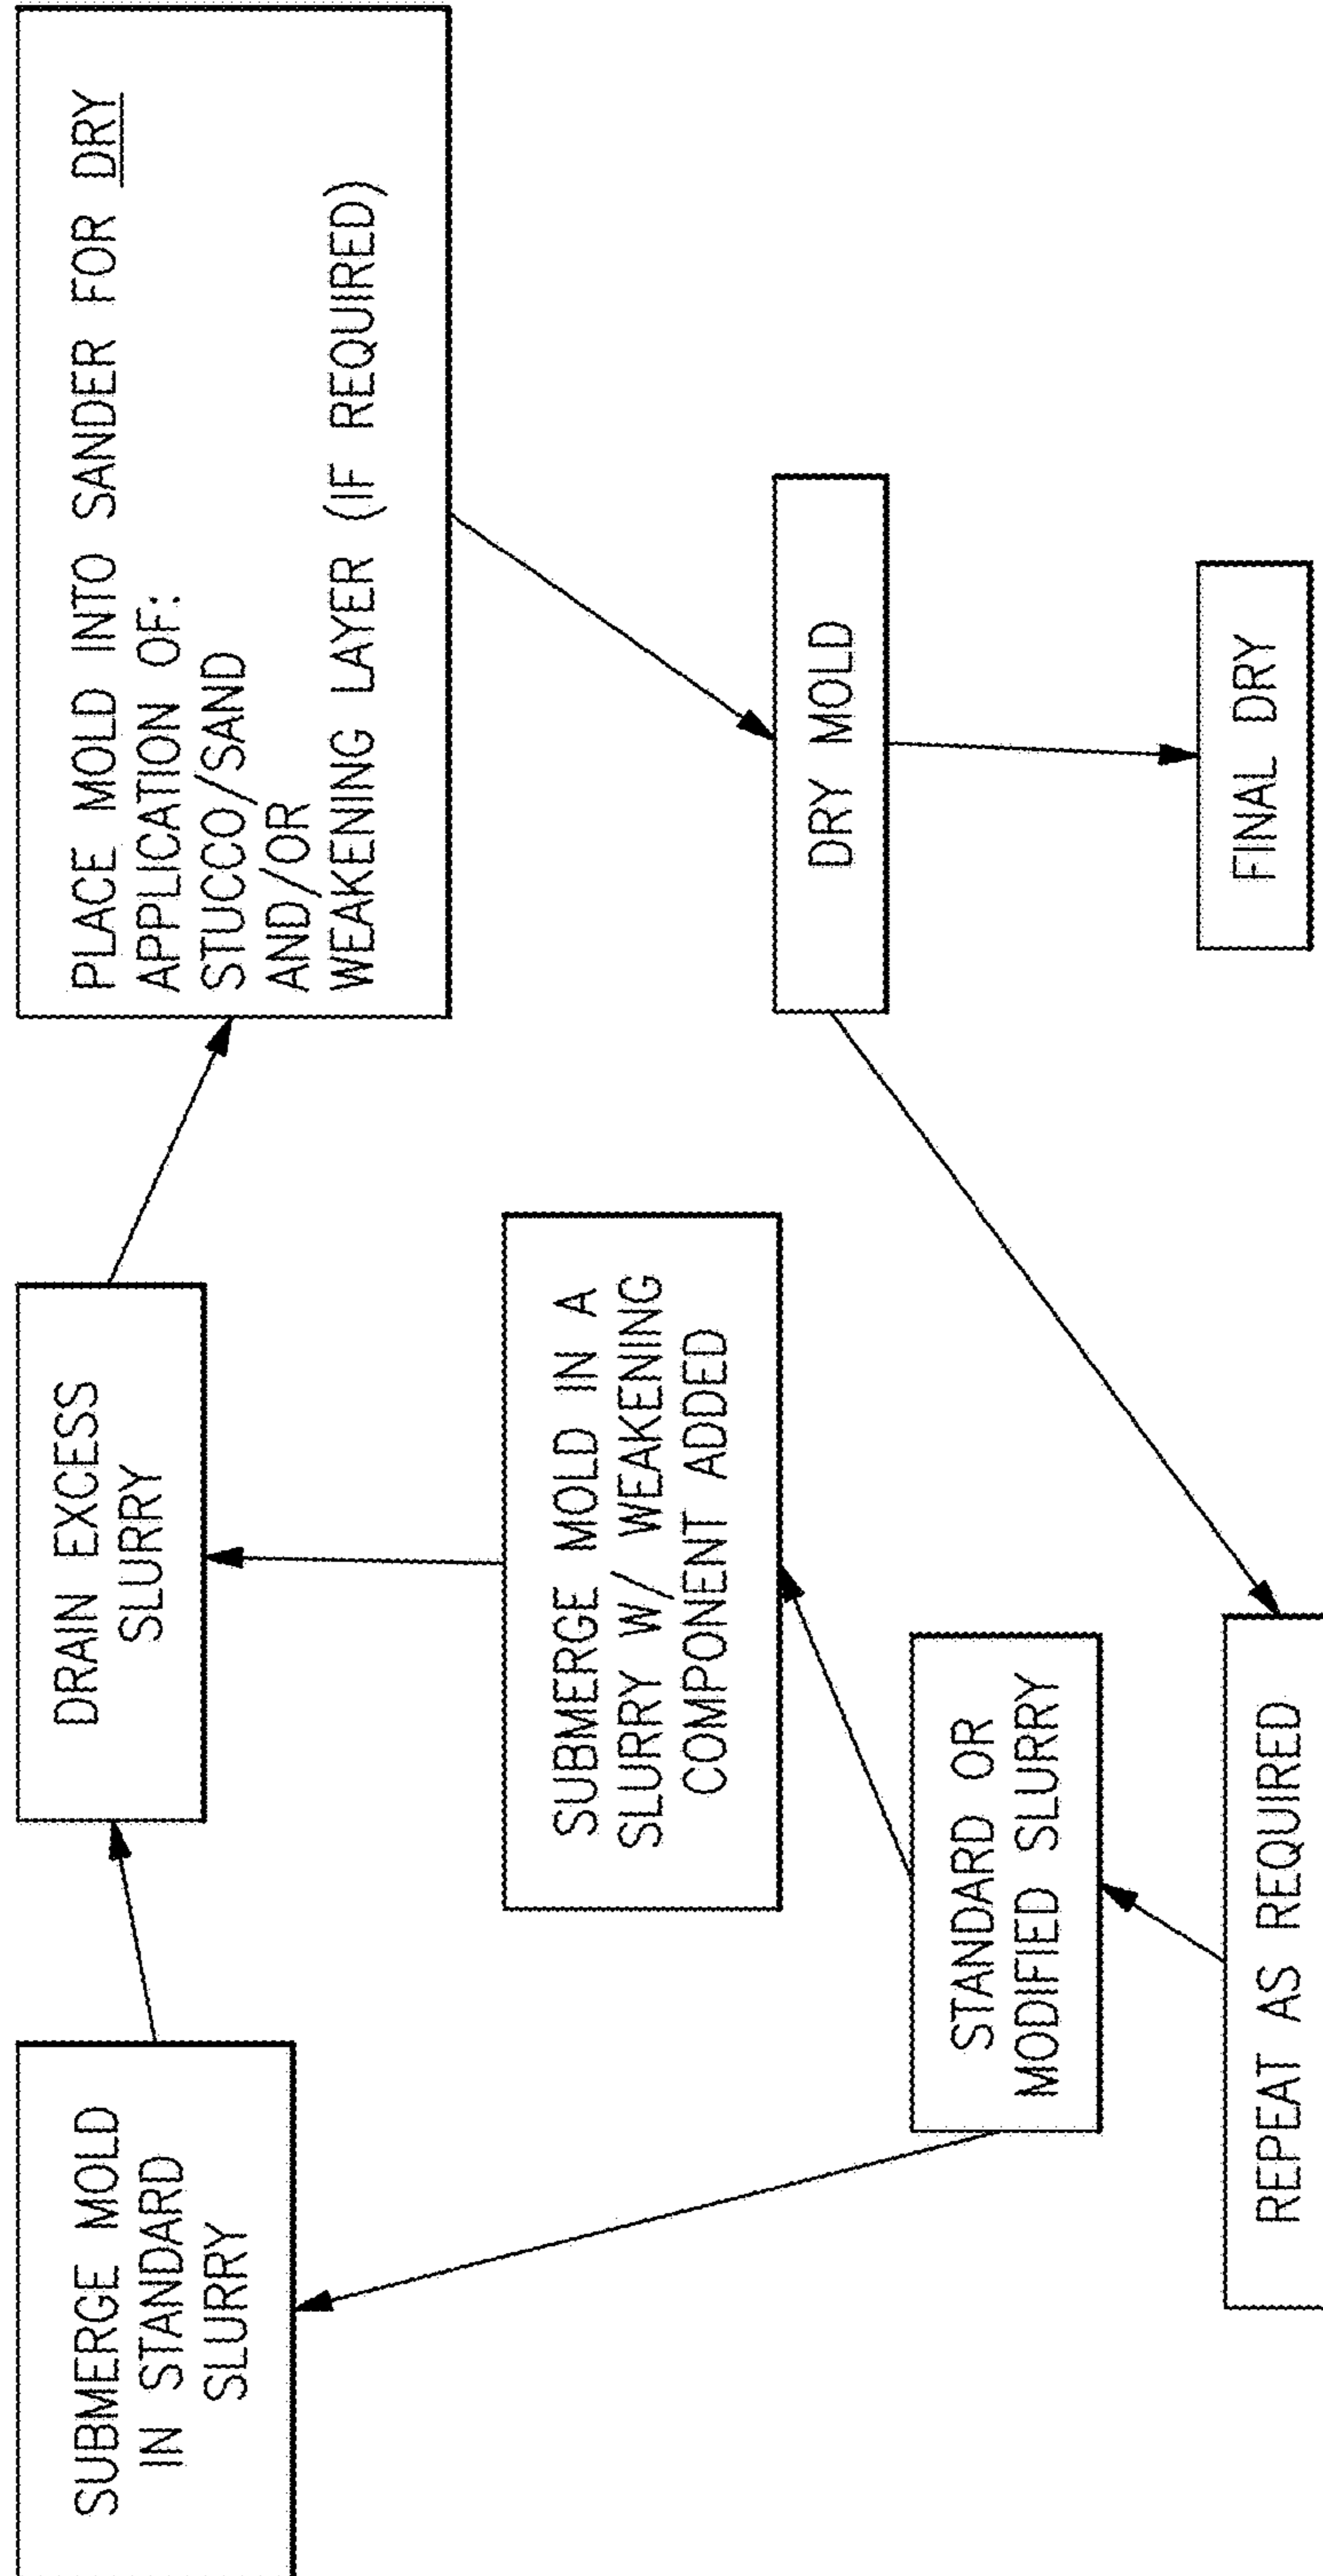 SUBMERGE MOLD
IN STANDARD
SLURRY
DRAIN EXCESS
SLURRY
PLACE MOLD INTO SANDER FOR DRY
APPLICATION OF:
STUCCO/SAND
AND/OR
WEAKENING LAYER (IF REQUIRED)
SUBMERGE MOLD IN A
SLURRY W/ WEAKENING
COMPONENT ADDED
DRY MOLD
STANDARD OR
MODIFIED SLURRY
REPEAT AS REQUIRED
FINAL DRY